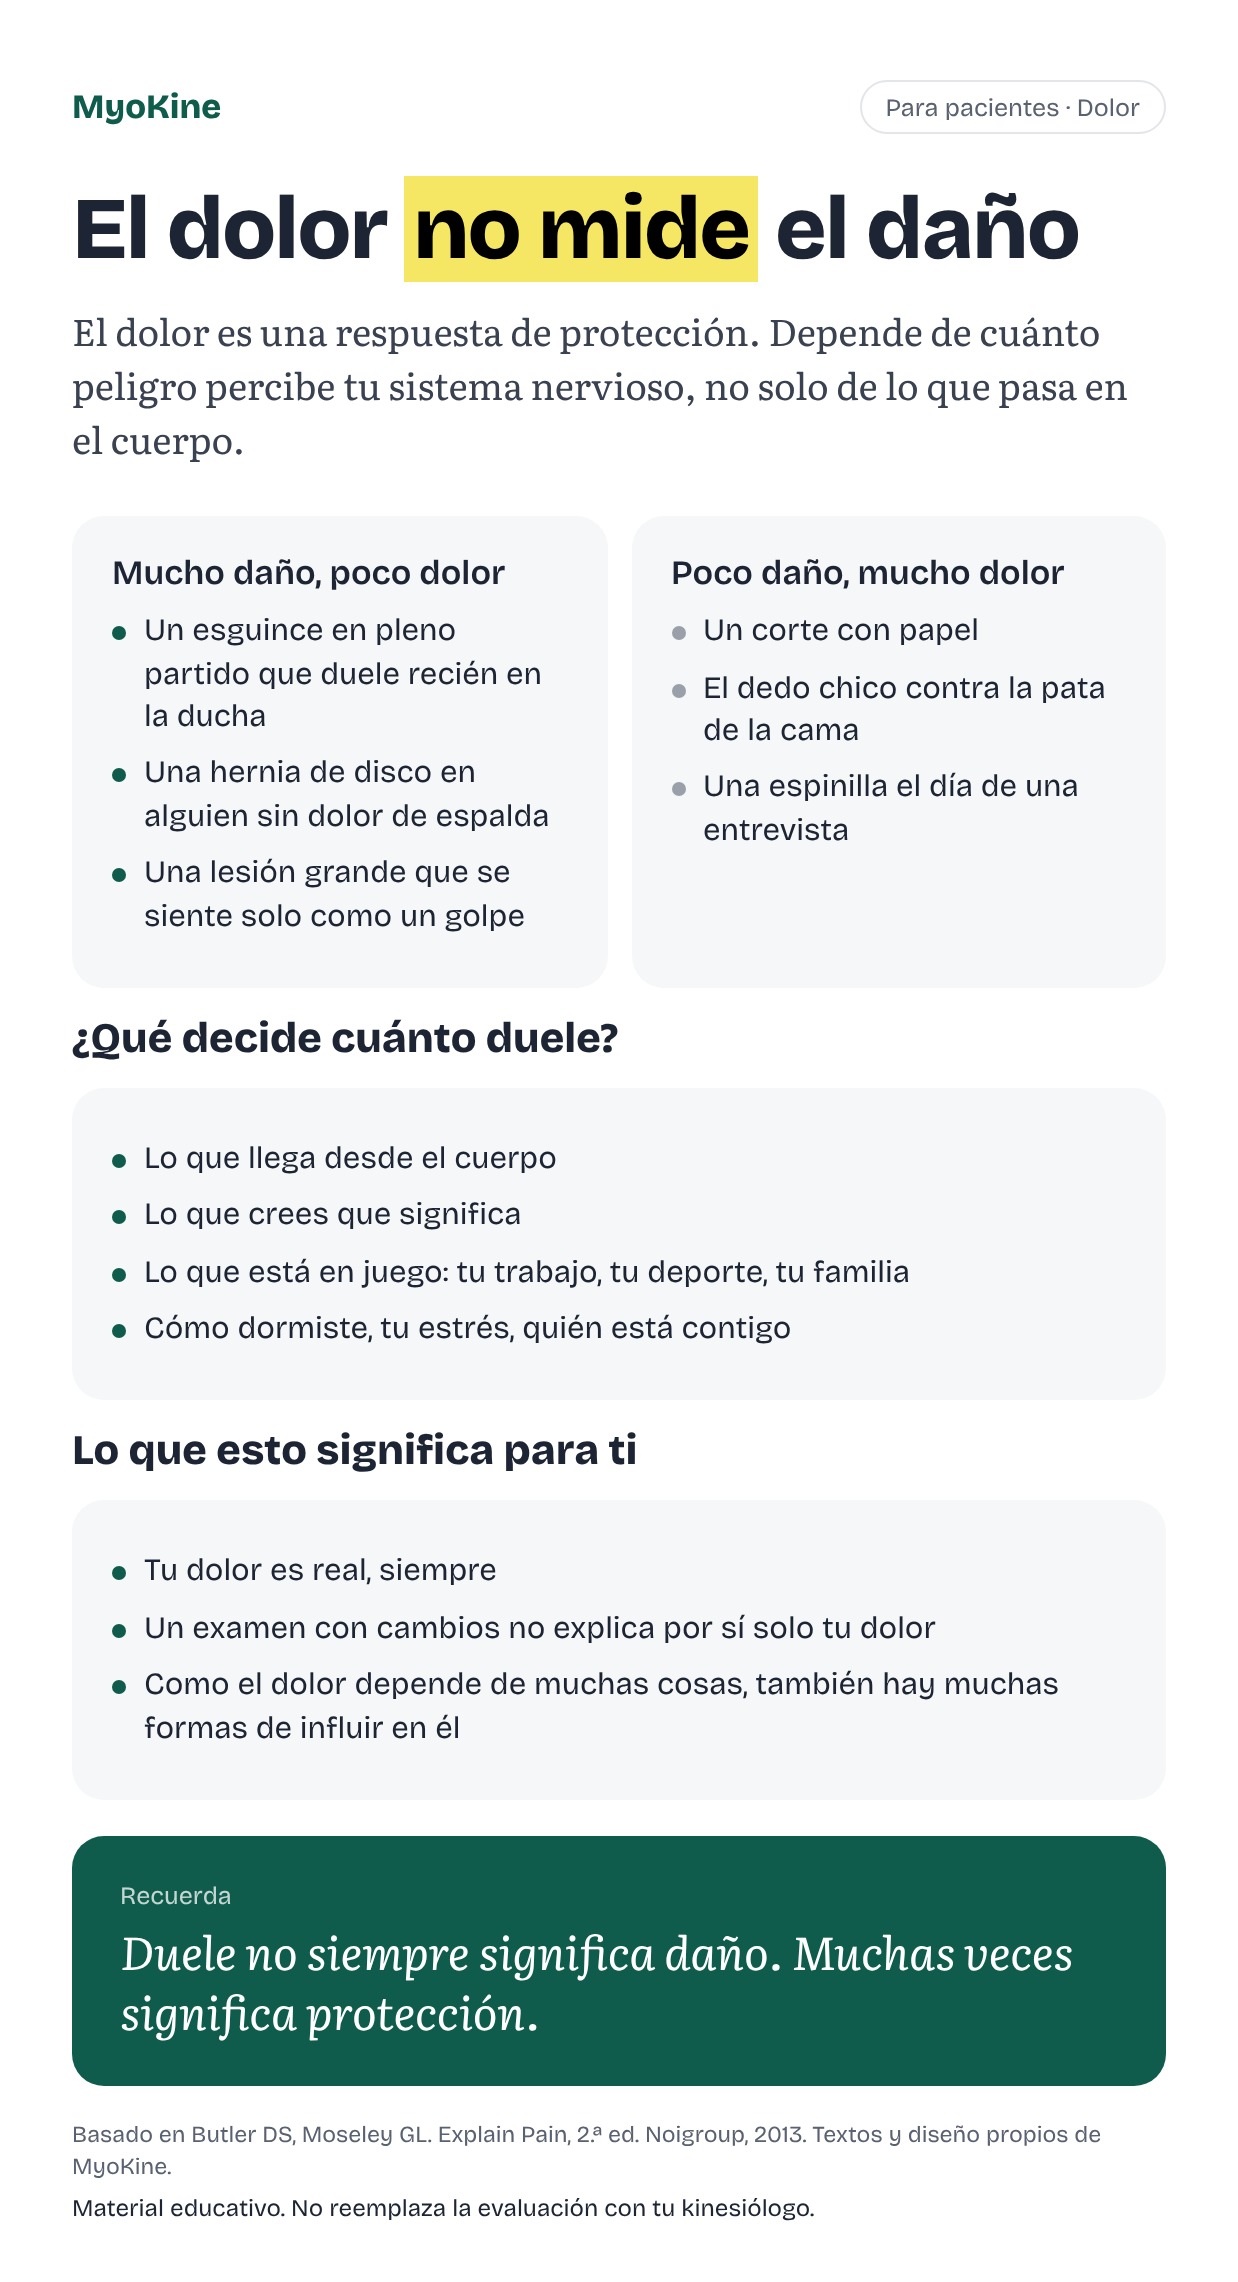 MyoKine
Para pacientes · Dolor
El dolor no mide el daño
El dolor es una respuesta de protección. Depende de cuánto
peligro percibe tu sistema nervioso, no solo de lo que pasa en
el cuerpo.
Mucho daño, poco dolor
Un esguince en pleno
partido que duele recién en
la ducha
Una hernia de disco en
alguien sin dolor de espalda
Una lesión grande que se
siente solo como un golpe
Poco daño, mucho dolor
Un corte con papel
El dedo chico contra la pata
de la cama
Una espinilla el día de una
entrevista
¿Qué decide cuánto duele?
Lo que llega desde el cuerpo
Lo que crees que significa
Lo que está en juego: tu trabajo, tu deporte, tu familia
Cómo dormiste, tu estrés, quién está contigo
Lo que esto significa para ti
Tu dolor es real, siempre
Un examen con cambios no explica por sí solo tu dolor
Como el dolor depende de muchas cosas, también hay muchas
formas de influir en él
Recuerda
Duele no siempre significa daño. Muchas veces
significa protección.
Basado en Butler DS, Moseley GL. Explain Pain, 2.ª ed. Noigroup, 2013. Textos y diseño propios de
MyoKine.
Material educativo. No reemplaza la evaluación con tu kinesiólogo.